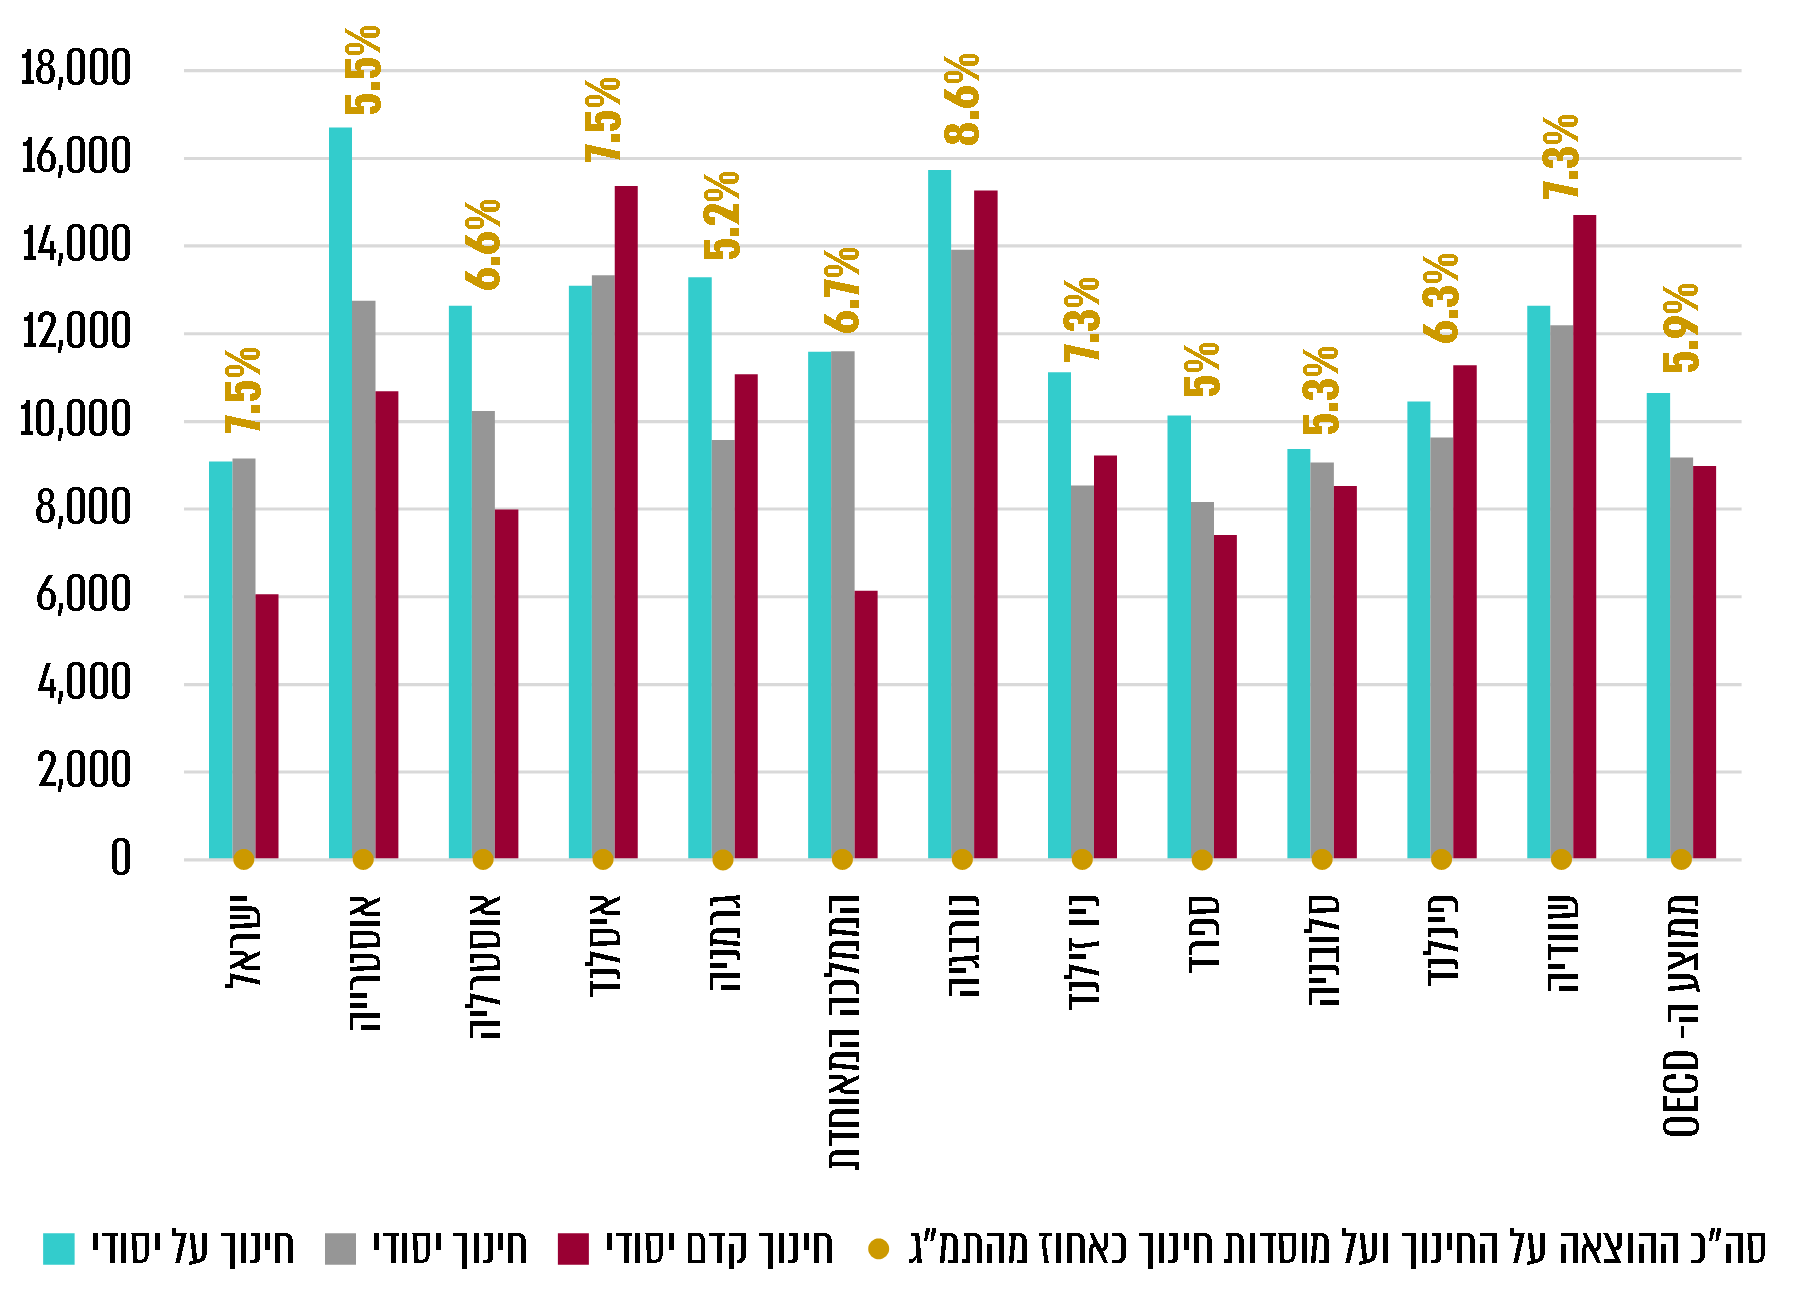 18,000
16,000
14,000
12,000
10,000
8,000
6,000
4,000
2,000
0
7.5%
5.5%
6.6%
7.5%
5.2%
6.7%
8.6%
7.3%
5%
5.3%
6.3%
7.3%
5.9%
ישראל
אוסטרייה
אוסטרליה
איסלנד
גרמניה
הממלכה המאוחדת
נורבגיה
ניו זילנד
ספרד
סלובניה
פינלנד
שוודיה
ממוצע ה- OECD
חינוך על יסודי
חינוך יסודי
חינוך קדם יסודי
סה"כ ההוצאה על החינוך ועל מוסדות חינוך כאחוז מהתמ"ג